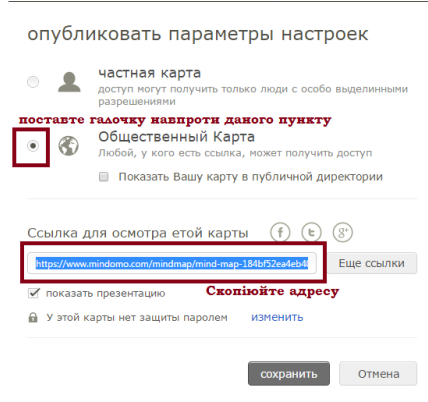 опубликовать параметры настроек
частная карта
доступ могут получить только люди с особо выделенными
разрешениями
поставте галочку навпроти даного пункту
Общественный Карта
Любой, у кого есть ссылка, может получить доступ
Показать Вашу карту в публичной директории
Ссылка для осмотра етой карты f t g+
https://www.mindomo.com/mindmap/mind-map-184bf52ea4eb4 Еще ссылки
показать презентацию Скопіюйте адресу
У этой карты нет защиты паролем изменить
сохранить Отмена